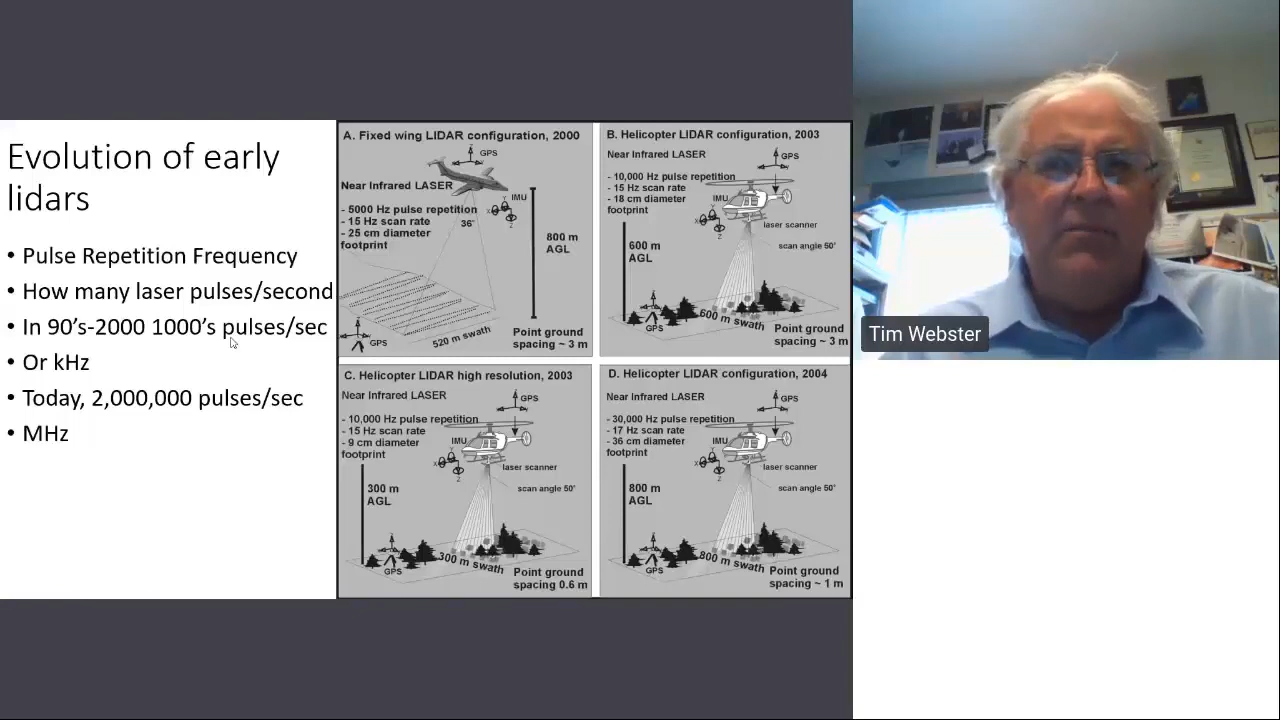 Evolution of early
lidars
• Pulse Repetition Frequency
• How many laser pulses/second
• In 90's-2000 1000's pulses/sec
• Or kHz
• Today, 2,000,000 pulses/sec
• MHz
A. Fixed wing LIDAR configuration, 2000
GPS
Near Infrared LASER
IMU
X
Z
- 5000 Hz pulse repetition
- 15 Hz scan rate
- 25 cm diameter
footprint
36°
800 m
AGL
GPS
520 m swath
Point ground
spacing ~ 3 m
B. Helicopter LIDAR configuration, 2003
Near Infrared LASER
GPS
- 10,000 Hz pulse repetition
- 15 Hz scan rate
- 18 cm diameter
footprint
IMU
X
Z
laser scanner
scan angle 50°
600 m
AGL
GPS
600 m swath
Point ground
spacing ~ 3 m
C. Helicopter LIDAR high resolution, 2003
Near Infrared LASER
GPS
- 10,000 Hz pulse repetition
- 15 Hz scan rate
- 9 cm diameter
footprint
IMU
X
Z
laser scanner
scan angle 50°
300 m
AGL
GPS
300 m swath
Point ground
spacing 0.6 m
D. Helicopter LIDAR configuration, 2004
Near Infrared LASER
GPS
- 30,000 Hz pulse repetition
- 17 Hz scan rate
- 36 cm diameter
footprint
IMU
X
Z
laser scanner
scan angle 50°
800 m
AGL
GPS
800 m swath
Point ground
spacing ~ 1 m
Tim Webster